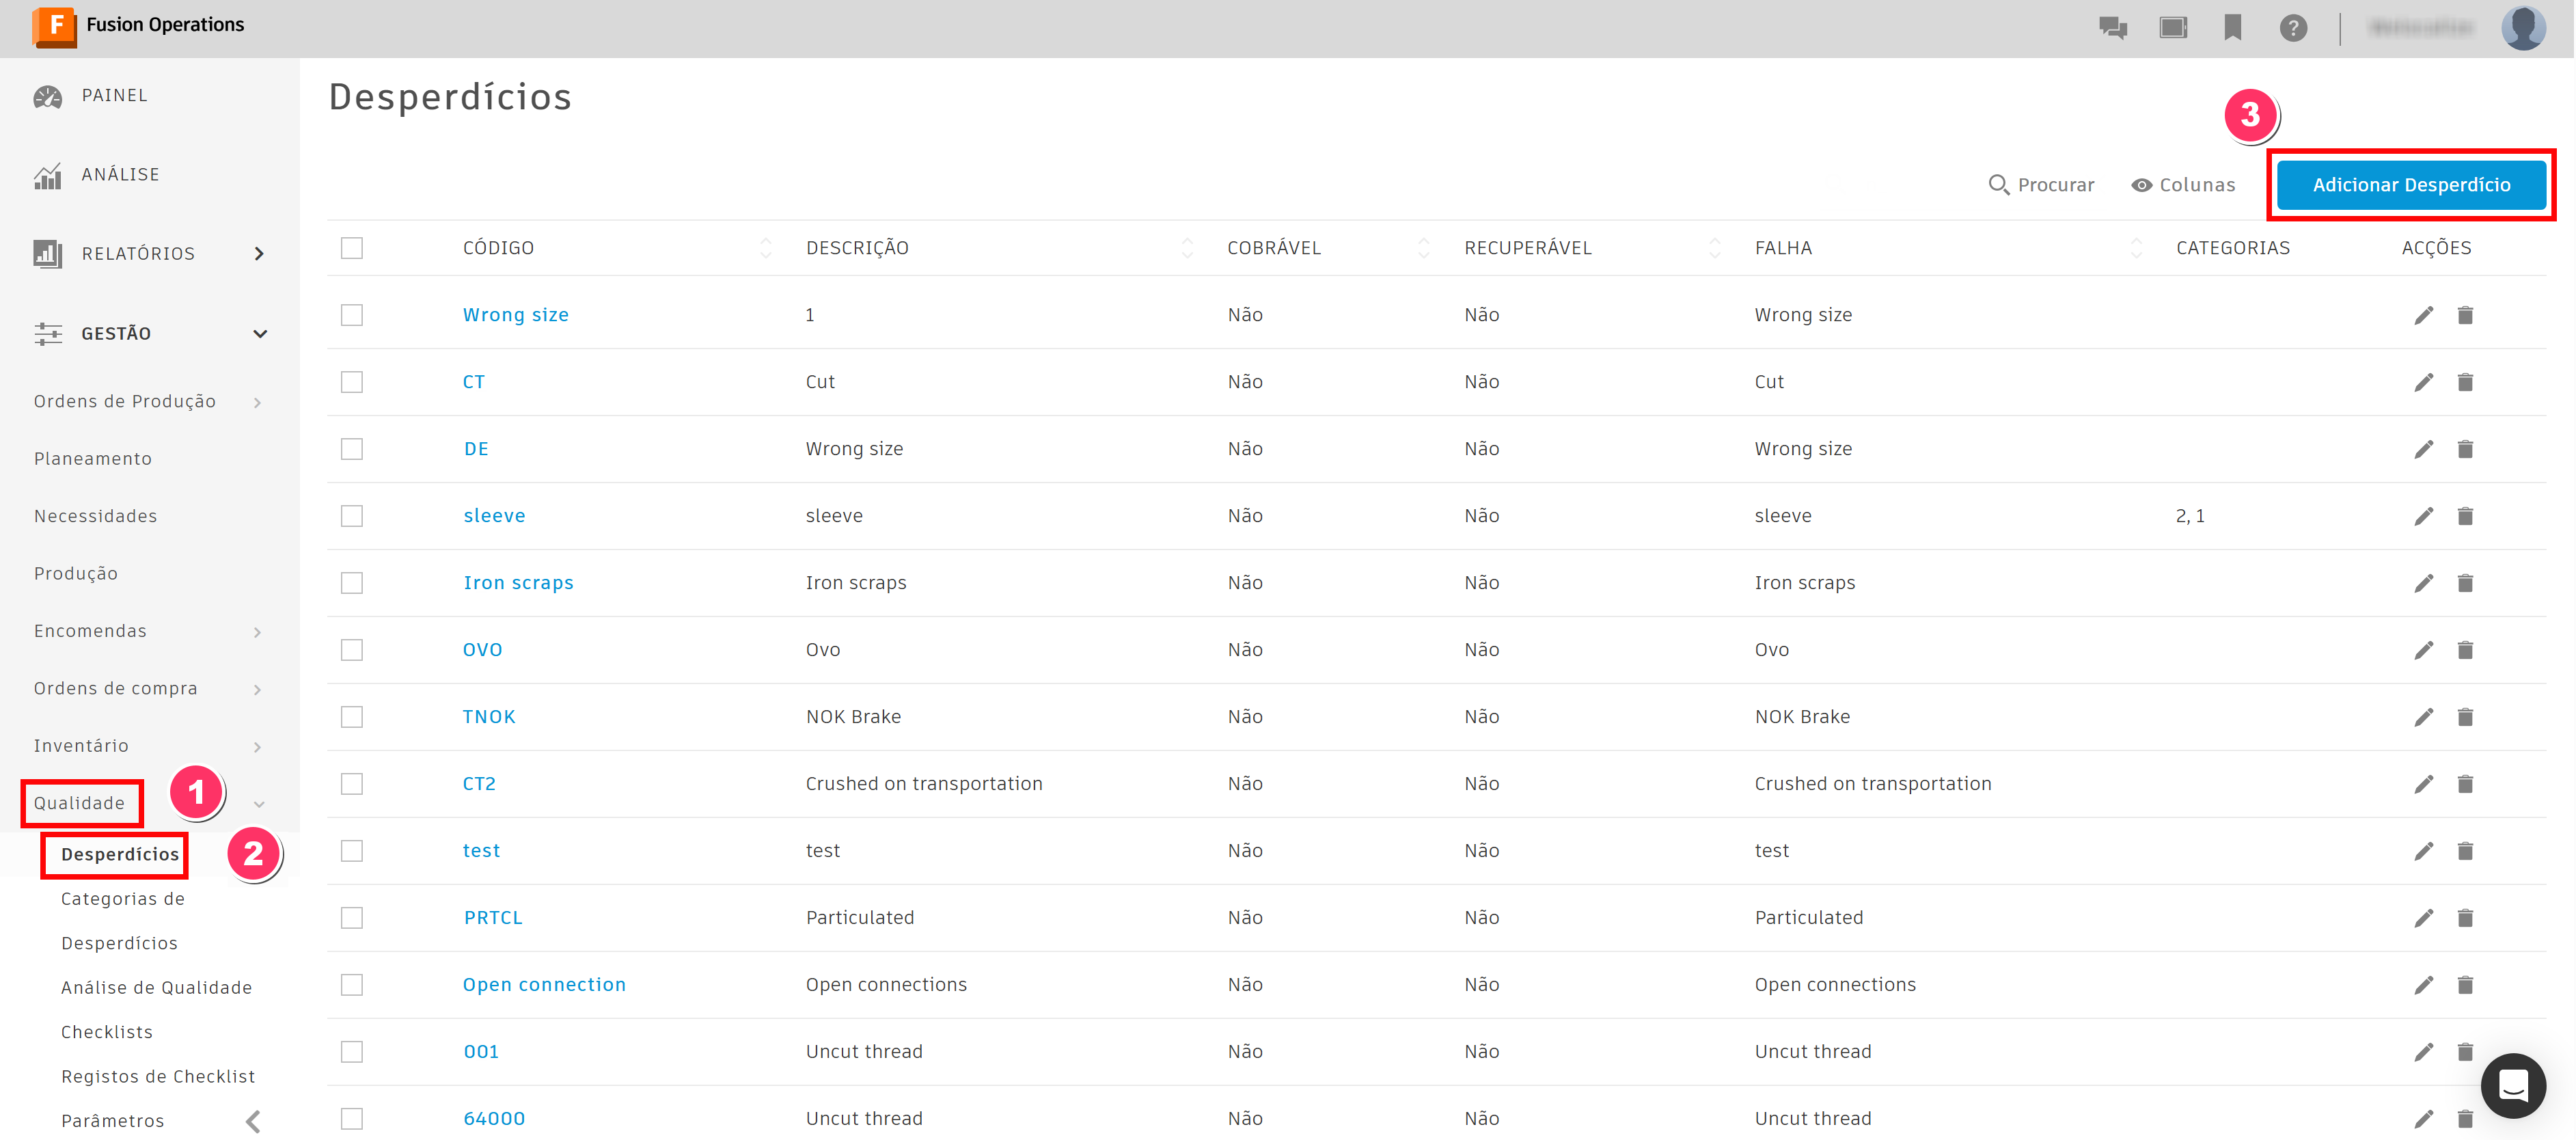 F Fusion Operations
?
PAINEL
ANÁLISE
RELATÓRIOS
GESTÃO
Ordens de Produção
Planeamento
Necessidades
Produção
Encomendas
Ordens de compra
Inventário
Qualidade 1
Desperdícios 2
Categorias de
Desperdícios
Análise de Qualidade
Checklists
Registos de Checklist
Parâmetros
Desperdícios
3
Procurar Colunas Adicionar Desperdício
CÓDIGO DESCRIÇÃO COBRÁVEL RECUPERÁVEL FALHA CATEGORIAS ACÇÕES
Wrong size 1 Não Não Wrong size
CT Cut Não Não Cut
DE Wrong size Não Não Wrong size
sleeve sleeve Não Não sleeve 2, 1
Iron scraps Iron scraps Não Não Iron scraps
OVO Ovo Não Não Ovo
TNOK NOK Brake Não Não NOK Brake
CT2 Crushed on transportation Não Não Crushed on transportation
test test Não Não test
PRTCL Particulated Não Não Particulated
Open connection Open connections Não Não Open connections
001 Uncut thread Não Não Uncut thread
64000 Uncut thread Não Não Uncut thread